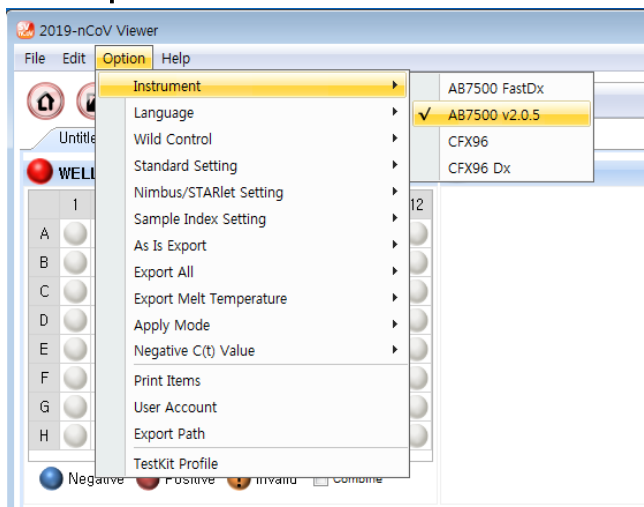 2019-nCoV Viewer
File Edit Option Help
Instrument
AB7500 FastDx
Language
AB7500 v2.0.5
Untitle
Wild Control
CFX96
WELL
Standard Setting
CFX96 Dx
Nimbus/STARlet Setting
1
12
Sample Index Setting
A
As Is Export
B
Export All
C
Export Melt Temperature
D
Apply Mode
E
Negative C(t) Value
F
Print Items
G
User Account
H
Export Path
TestKit Profile
Negative Positive Invalid Combine